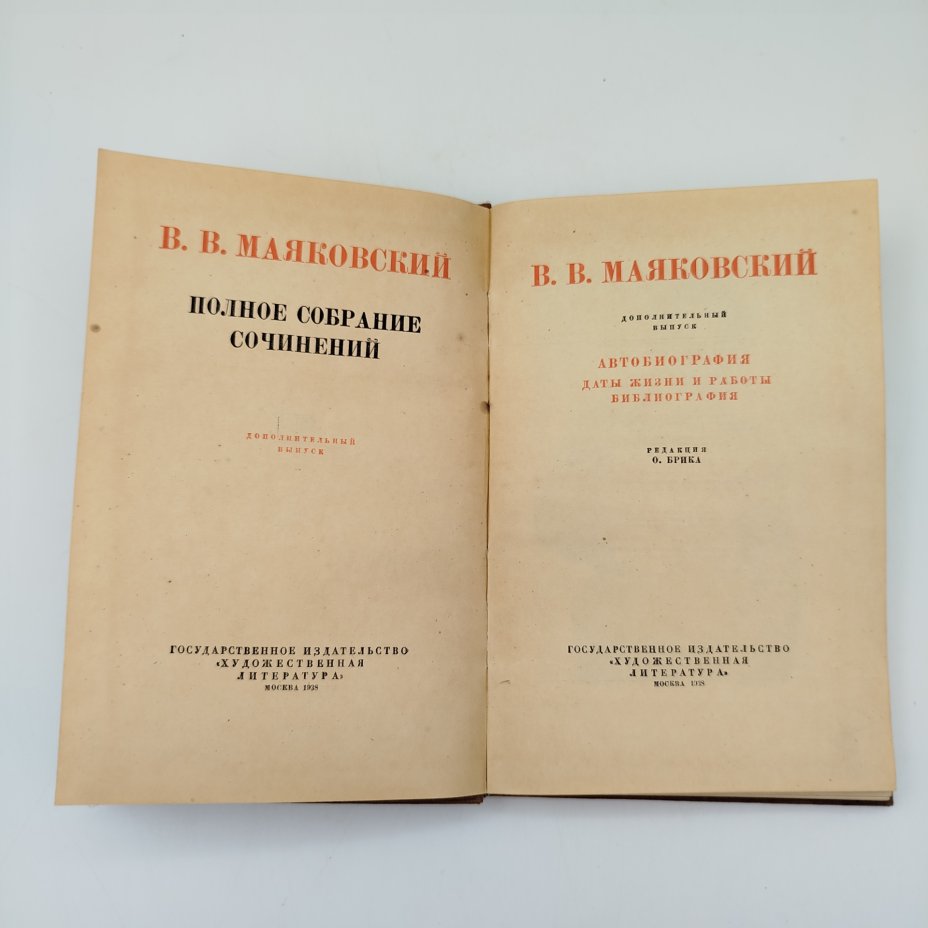 В. В. МАЯКОВСКИЙ
ПОЛНОЕ СОБРАНИЕ
СОЧИНЕНИЙ
ДОПОЛНИТЕЛЬНЫЙ
ВЫПУСК
ГОСУДАРСТВЕННОЕ ИЗДАТЕЛЬСТВО
«ХУДОЖЕСТВЕННАЯ
ЛИТЕРАТУРА»
МОСКВА 1938
В. В. МАЯКОВСКИЙ
ДОПОЛНИТЕЛЬНЫЙ
ВЫПУСК
АВТОБИОГРАФИЯ
ДАТЫ ЖИЗНИ И РАБОТЫ
БИБЛИОГРАФИЯ
РЕДАКЦИЯ
О. БРИКА
ГОСУДАРСТВЕННОЕ ИЗДАТЕЛЬСТВО
«ХУДОЖЕСТВЕННАЯ
ЛИТЕРАТУРА»
МОСКВА 1938